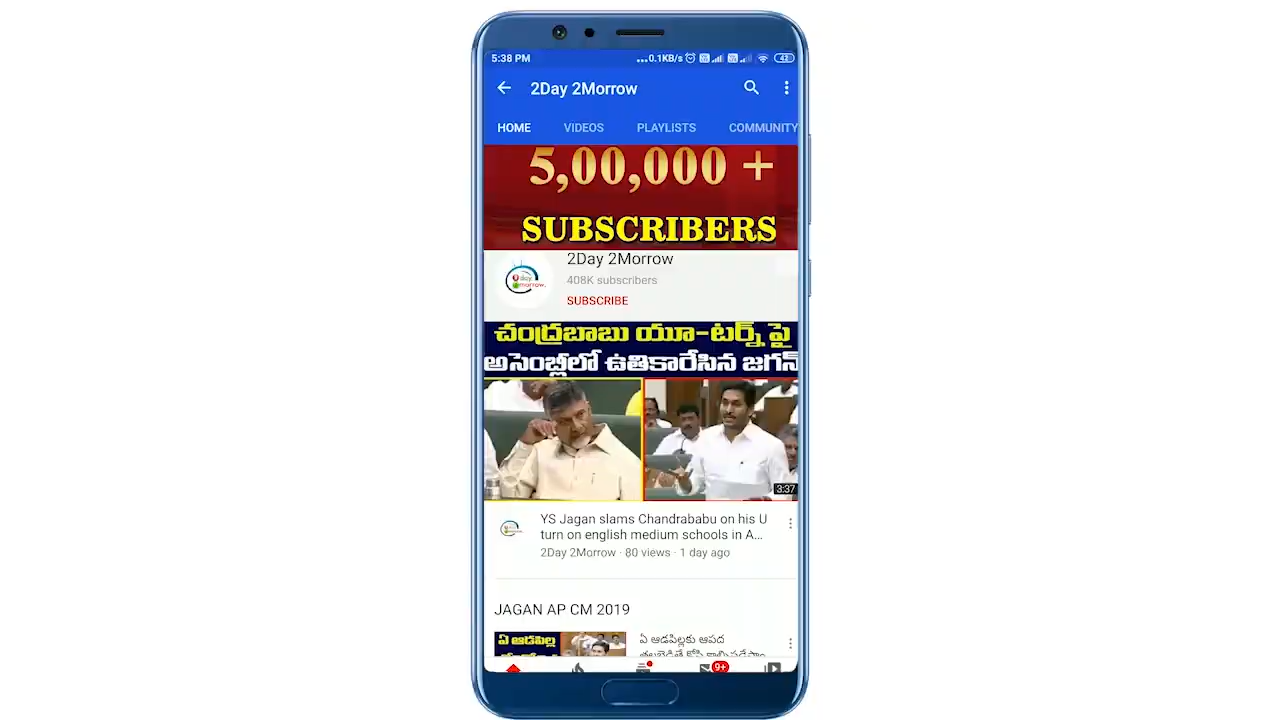 5:38 PM
...0.1KB/s
42
2Day 2Morrow
HOME VIDEOS PLAYLISTS COMMUNITY
5,00,000 +
SUBSCRIBERS
2Day 2Morrow
408K subscribers
SUBSCRIBE
చంద్రబాబు యూ-టర్న్ పై
అసెంబ్లీలో ఉతికారేసిన జగన్
3:37
YS Jagan slams Chandrababu on his U
turn on english medium schools in A...
2Day 2Morrow · 80 views · 1 day ago
JAGAN AP CM 2019
ఏ ఆడపిల్ల
ఏ ఆడపిల్లకు ఆపద
9+